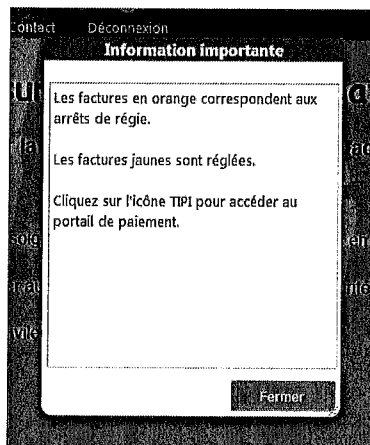 Contact Déconnexion
Information importante
Les factures en orange correspondent aux
arrêts de régie.
Les factures jaunes sont réglées.
Cliquez sur l'icône TIPI pour accéder au
portail de paiement.
Fermer